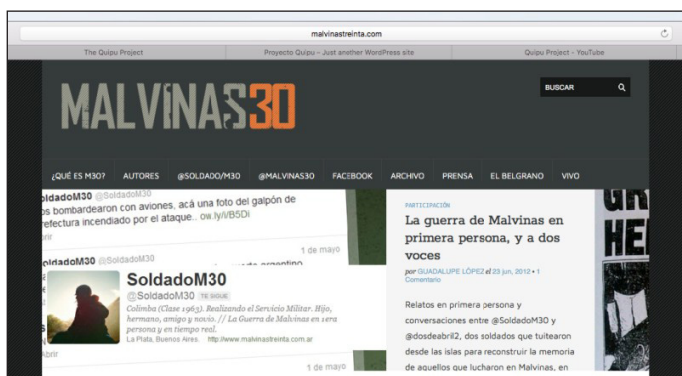 malvinastreinta.com
The Quipu Project
Proyecto Quipu – Just another WordPress site
Quipu Project - YouTube
MALVINAS30
BUSCAR
¿QUÉ ES M30?
AUTORES
@SOLDADO/M30
@MALVINAS30
FACEBOOK
ARCHIVO
PRENSA
EL BELGRANO
VIVO
@SoldadoM30
os bombardearon con aviones, acá una foto del galpón de
refectura incendiado por el ataque.. ow.ly/i/B5Di
brir
1 de mayo
oldadoM30 @SoldadoM30
SoldadoM30
@SoldadoM30 TE SIGUE
Colimba (Clase 1963). Realizando el Servicio Militar. Hijo,
hermano, amigo y novio. // La Guerra de Malvinas en 1era
persona y en tiempo real.
La Plata, Buenos Aires. http://www.malvinastreinta.com.ar
Abrir
1 de mayo
PARTICIPACIÓN
La guerra de Malvinas en
primera persona, y a dos
voces
por GUADALUPE LÓPEZ el 23 jun, 2012 • 1
Comentario
Relatos en primera persona y
conversaciones entre @SoldadoM30 y
@dosdeabril2, dos soldados que tuitearon
desde las islas para reconstruir la memoria
de aquellos que lucharon en Malvinas, en